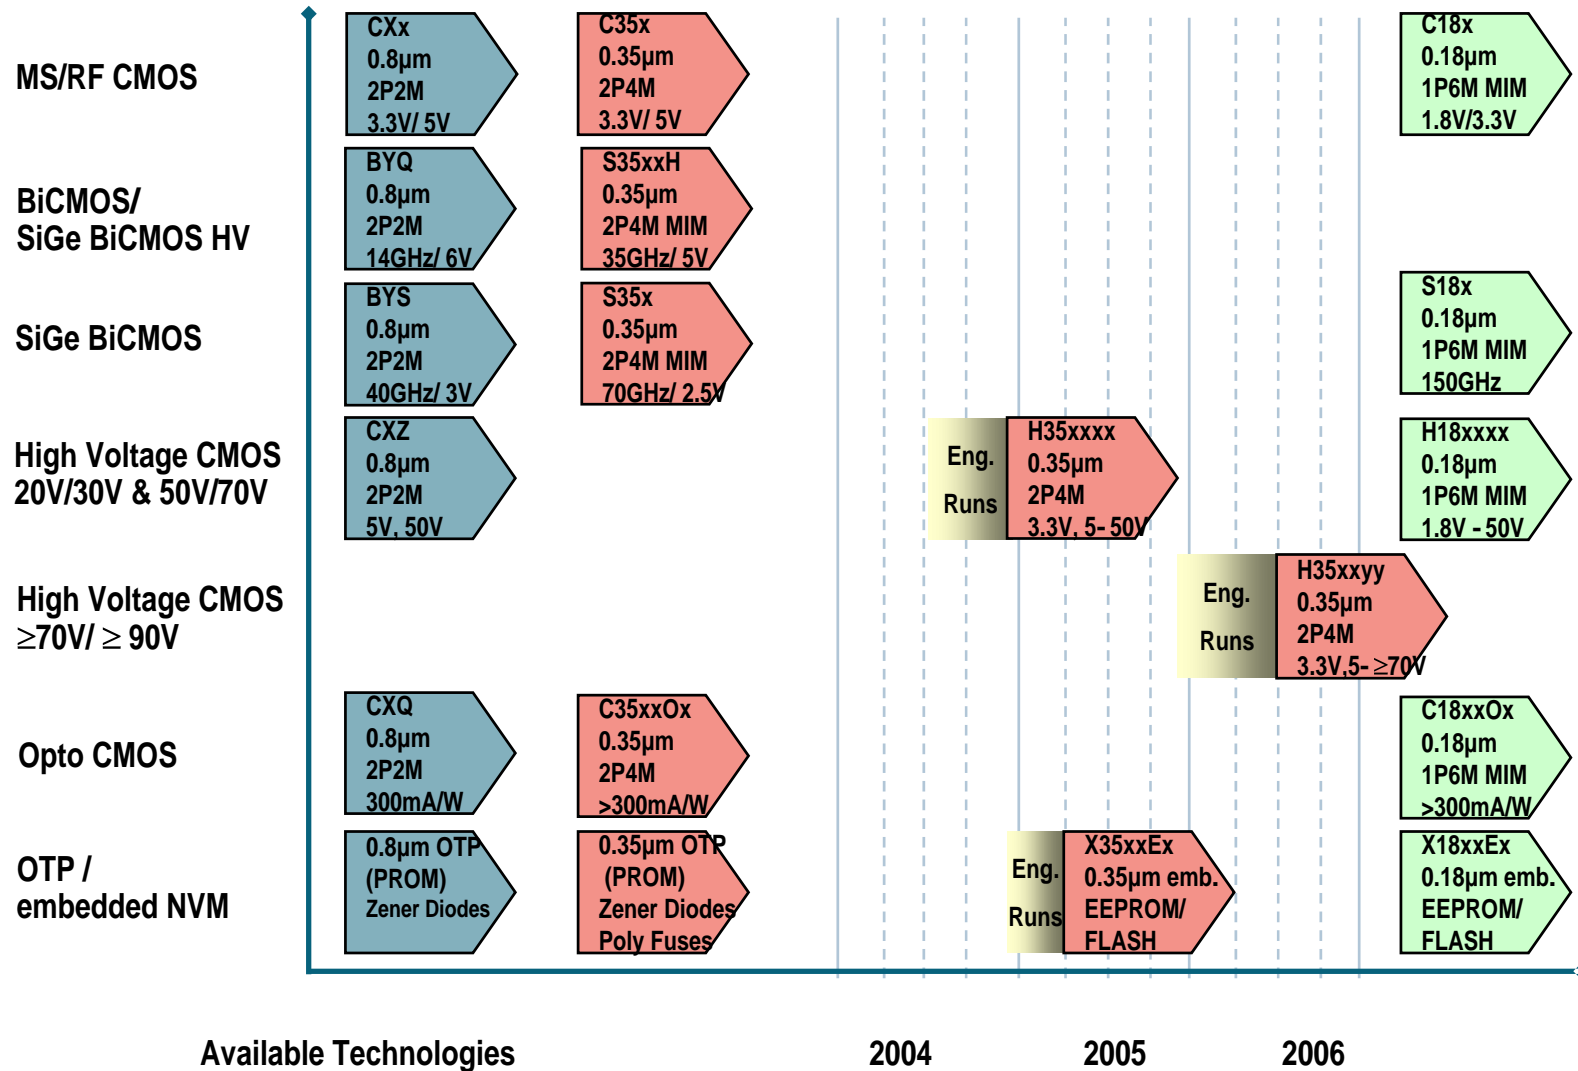 MS/RF CMOS
CXx
0.8µm
2P2M
3.3V/ 5V
C35x
0.35µm
2P4M
3.3V/ 5V
C18x
0.18µm
1P6M MIM
1.8V/3.3V
BiCMOS/
SiGe BiCMOS HV
BYQ
0.8µm
2P2M
14GHz/ 6V
S35xxH
0.35µm
2P4M MIM
35GHz/ 5V
SiGe BiCMOS
BYS
0.8µm
2P2M
40GHz/ 3V
S35x
0.35µm
2P4M MIM
70GHz/ 2.5V
S18x
0.18µm
1P6M MIM
150GHz
High Voltage CMOS
20V/30V & 50V/70V
CXZ
0.8µm
2P2M
5V, 50V
Eng.
Runs
H35xxxx
0.35µm
2P4M
3.3V, 5- 50V
H18xxxx
0.18µm
1P6M MIM
1.8V - 50V
High Voltage CMOS
≥70V/ ≥ 90V
Eng.
Runs
H35xxyy
0.35µm
2P4M
3.3V,5- ≥70V
Opto CMOS
CXQ
0.8µm
2P2M
300mA/W
C35xxOx
0.35µm
2P4M
>300mA/W
C18xxOx
0.18µm
1P6M MIM
>300mA/W
OTP /
embedded NVM
0.8µm OTP
(PROM)
Zener Diodes
0.35µm OTP
(PROM)
Zener Diodes
Poly Fuses
Eng.
Runs
X35xxEx
0.35µm emb.
EEPROM/
FLASH
X18xxEx
0.18µm emb.
EEPROM/
FLASH
Available Technologies
2004
2005
2006